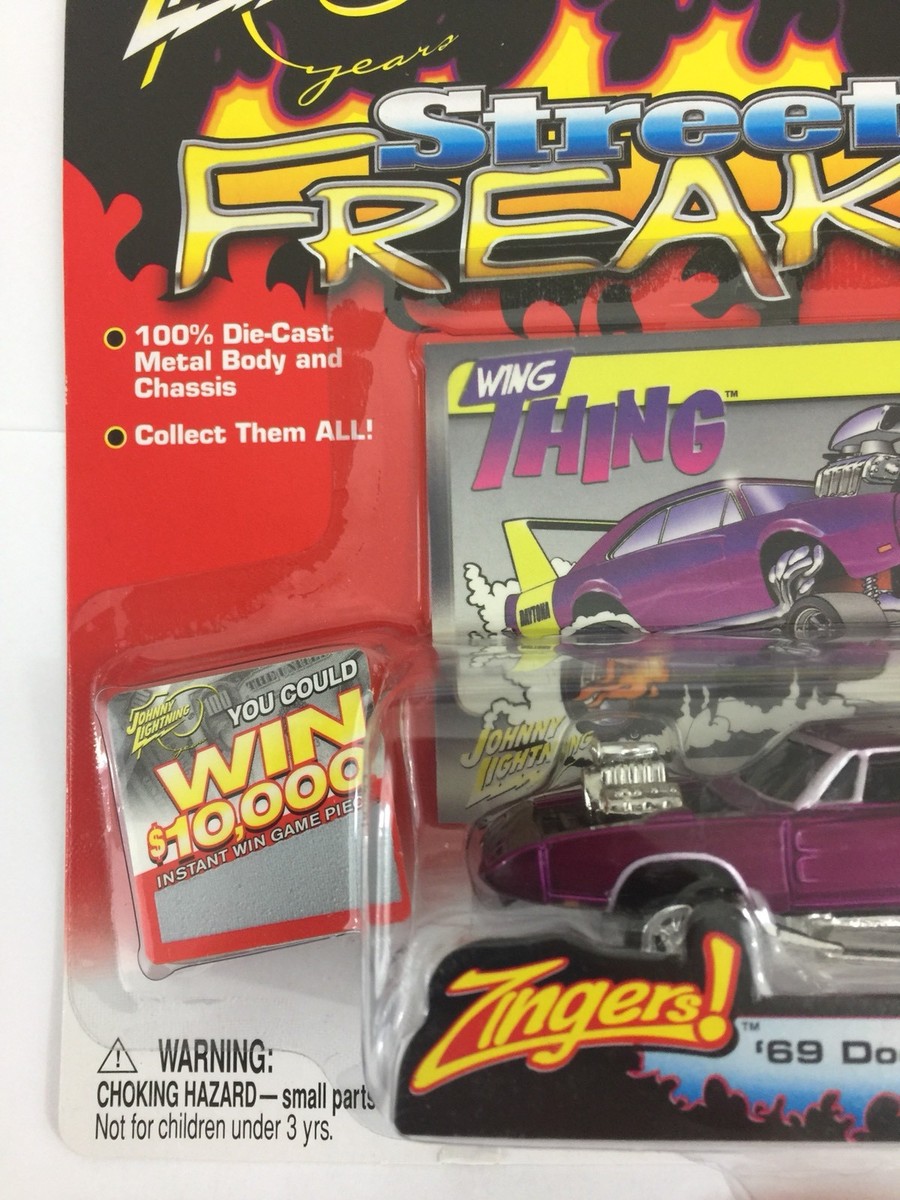 years
Street
FREAK
100% Die-Cast
Metal Body and
Chassis
Collect Them ALL!
WING
THING™
DAYTONA
JOHNNY
LIGHTNING
YOU COULD
WIN
$10,000
INSTANT WIN GAME PIEC
JOHNNY
LIGHTNING
Zingers!™
'69 Do
WARNING:
CHOKING HAZARD — small parts
Not for children under 3 yrs.